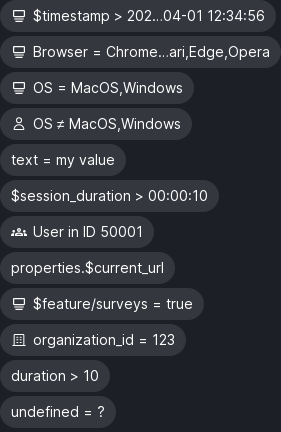 $timestamp > 202...04-01 12:34:56
Browser = Chrome...ari,Edge,Opera
OS = MacOS,Windows
OS ≠ MacOS,Windows
text = my value
$session_duration > 00:00:10
User in ID 50001
properties.$current_url
$feature/surveys = true
organization_id = 123
duration > 10
undefined = ?